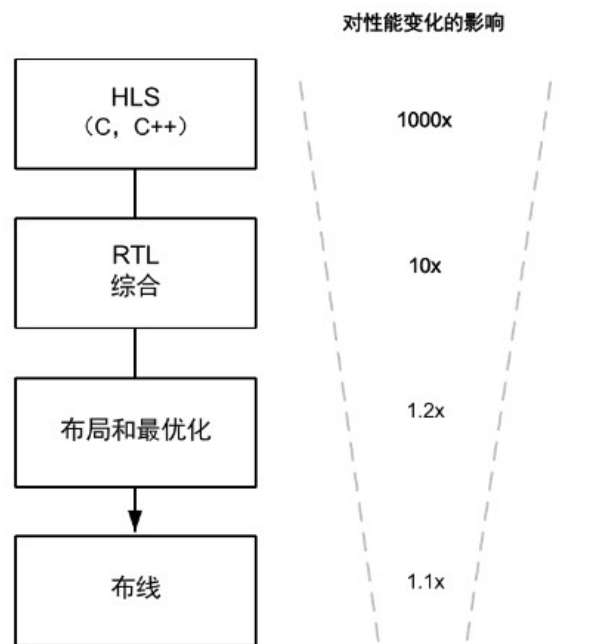 对性能变化的影响
HLS
（C，C++）
1000x
RTL
综合
10x
布局和最优化
1.2x
布线
1.1x